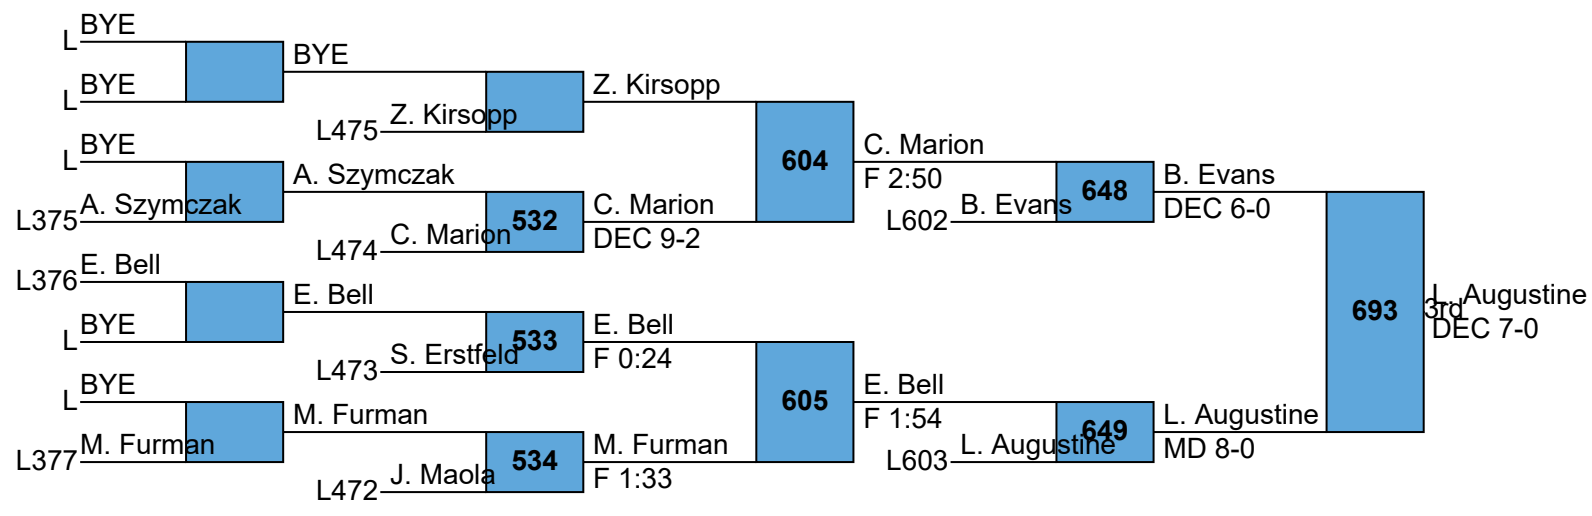 BYE
L
BYE
BYE
L
Z. Kirsopp
Z. Kirsopp
L475
BYE
L
604
C. Marion
F 2:50
A. Szymczak
A. Szymczak
L375
532
C. Marion
DEC 9-2
C. Marion
L474
B. Evans
L602
648
B. Evans
DEC 6-0
E. Bell
L376
E. Bell
BYE
L
533
E. Bell
F 0:24
S. Erstfeld
L473
693
L. Augustine
3rd
DEC 7-0
BYE
L
605
E. Bell
F 1:54
M. Furman
M. Furman
L377
534
M. Furman
F 1:33
J. Maola
L472
L. Augustine
L603
649
L. Augustine
MD 8-0